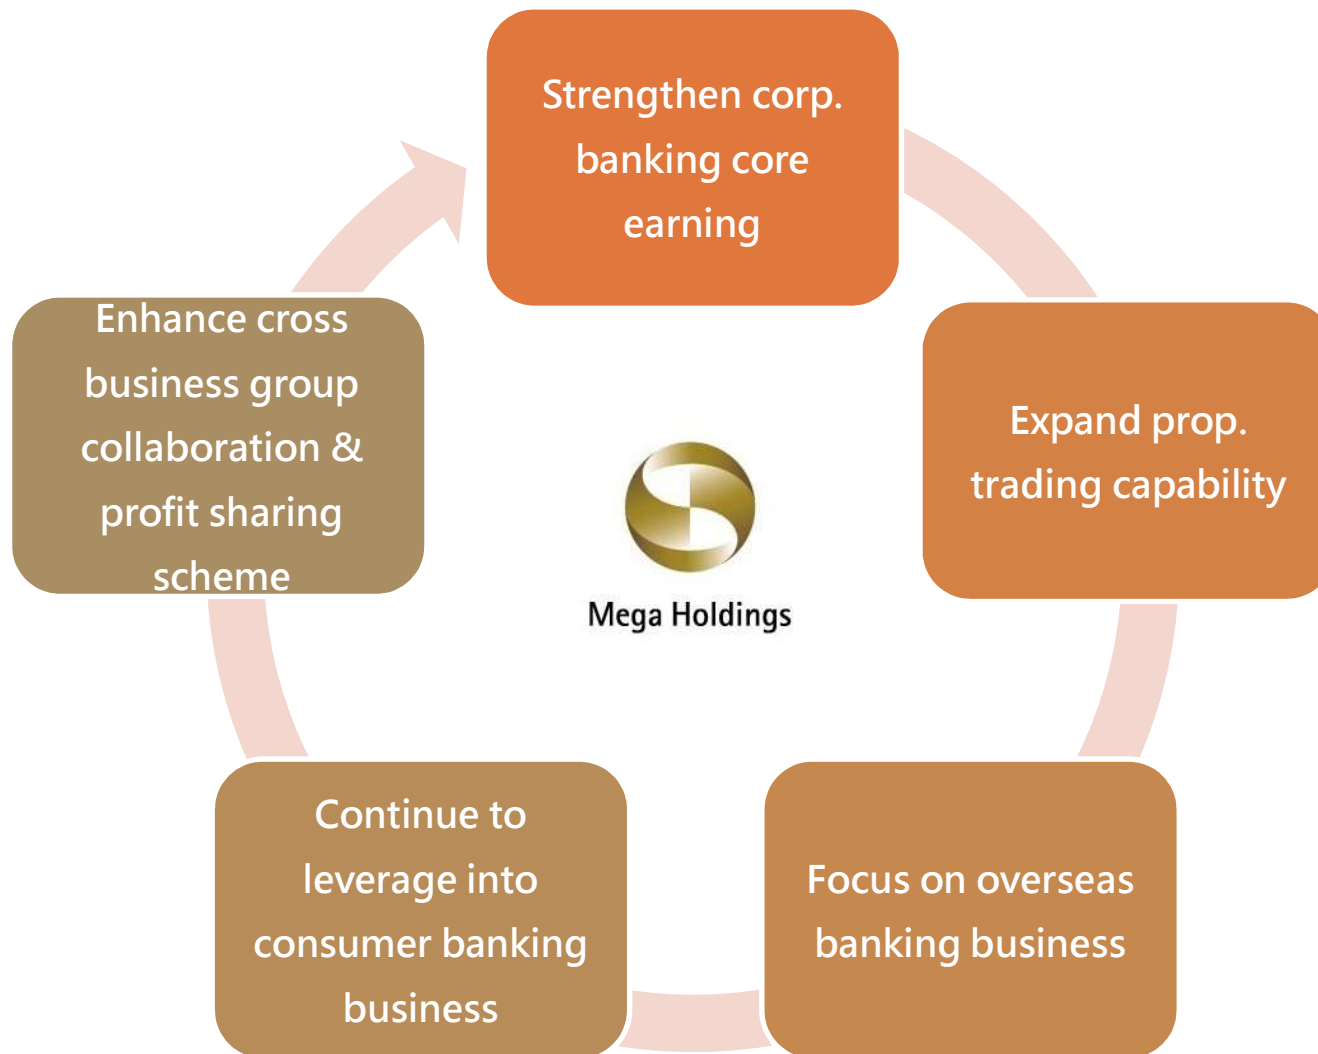 Strengthen corp.
banking core
earning
Expand prop.
trading capability
Focus on overseas
banking business
Continue to
leverage into
consumer banking
business
Enhance cross
business group
collaboration &
profit sharing
scheme
Mega Holdings